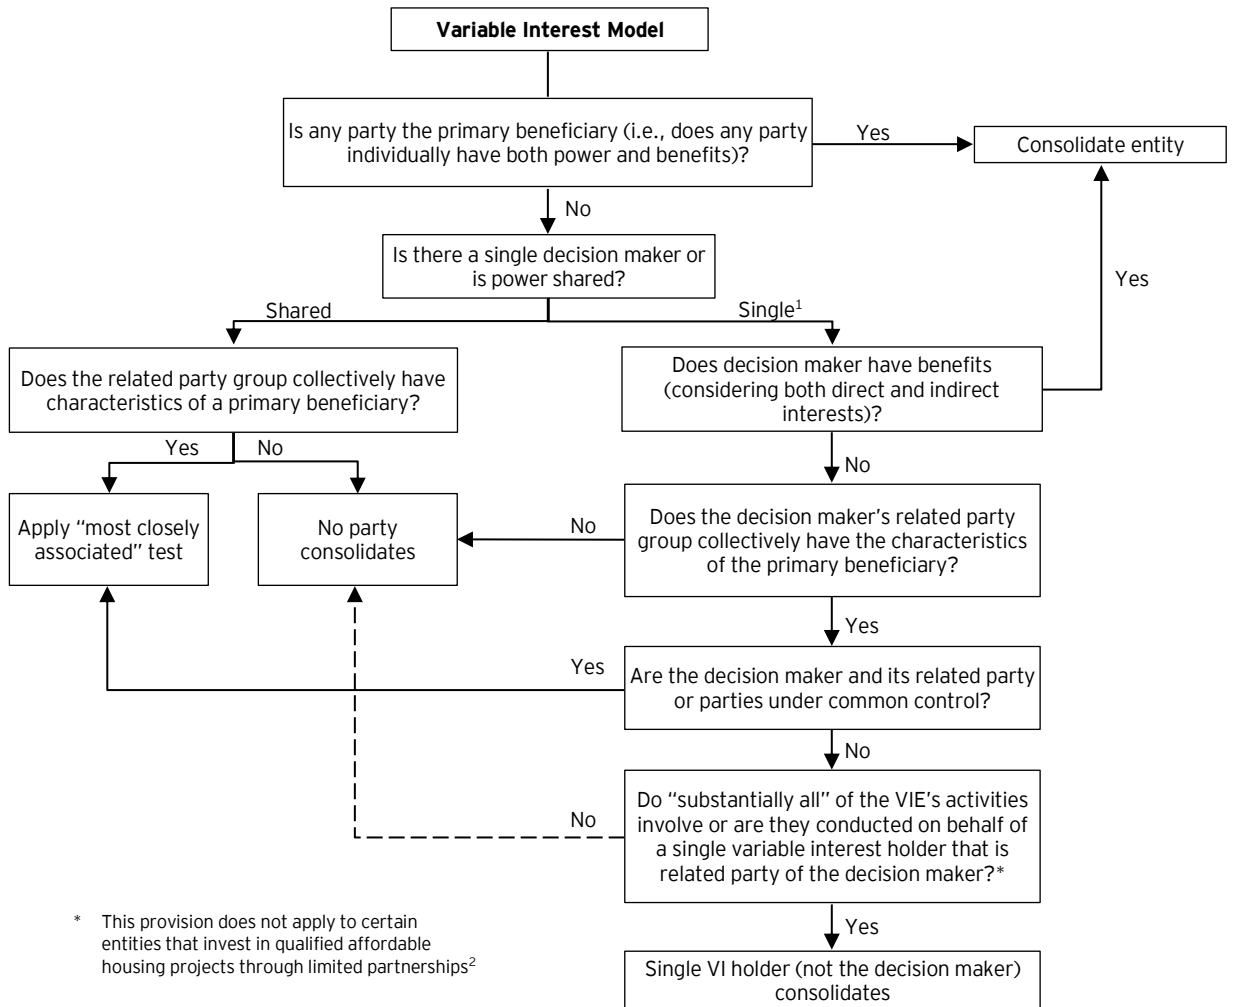 Variable Interest Model
Is any party the primary beneficiary (i.e., does any party
individually have both power and benefits)?
Yes
Consolidate entity
No
Is there a single decision maker or
is power shared?
Yes
Shared
Single¹
Does the related party group collectively have
characteristics of a primary beneficiary?
Does decision maker have benefits
(considering both direct and indirect
interests)?
Yes
No
No
Apply “most closely
associated” test
No party
consolidates
No
Does the decision maker’s related party
group collectively have the characteristics
of the primary beneficiary?
Yes
Yes
Are the decision maker and its related party
or parties under common control?
No
No
Do “substantially all” of the VIE’s activities
involve or are they conducted on behalf of
a single variable interest holder that is
related party of the decision maker?*
* This provision does not apply to certain
entities that invest in qualified affordable
housing projects through limited partnerships²
Yes
Single VI holder (not the decision maker)
consolidates